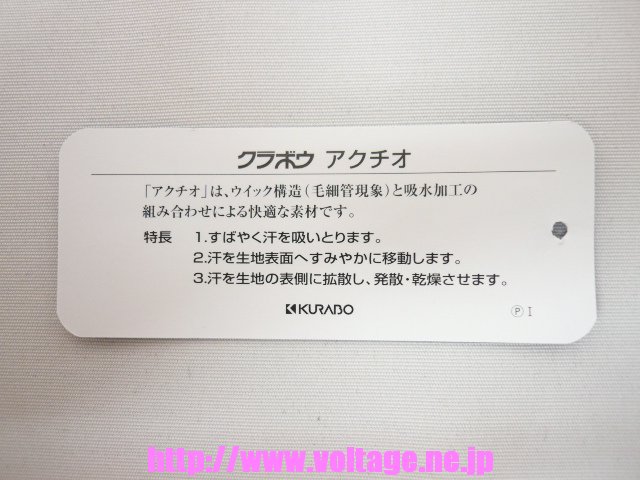 クラボウ アクチオ
「アクチオ」は、ウイック構造(毛細管現象)と吸水加工の
組み合わせによる快適な素材です。
特長 1.すばやく汗を吸いとります。
2.汗を生地表面へすみやかに移動します。
3.汗を生地の表側に拡散し、発散・乾燥させます。
KURABO
Ⓟ I
http://www.voltage.ne.jp